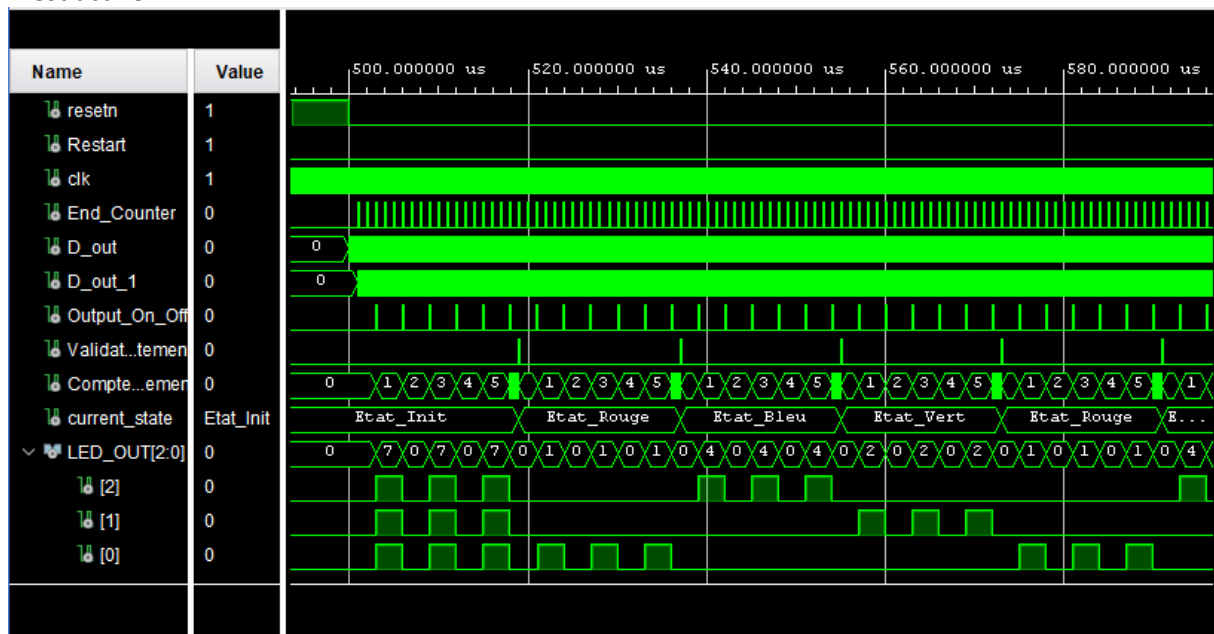 Name Value 500.000000 us 520.000000 us 540.000000 us 560.000000 us 580.000000 us
resetn 1
Restart 1
clk 1
End_Counter 0
D_out 0 0
D_out_1 0 0
Output_On_Off 0
Validat...temen 0
Compte...emer 0 0 1 2 3 4 5 1 2 3 4 5 1 2 3 4 5 1 2 3 4 5 1 2 3 4 5 1
current_state Etat_Init Etat_Init Etat_Rouge Etat_Bleu Etat_Vert Etat_Rouge E...
LED_OUT[2:0] 0 0 7 0 7 0 7 0 1 0 1 0 1 0 4 0 4 0 4 0 2 0 2 0 2 0 1 0 1 0 1 0 4
[2] 0
[1] 0
[0] 0